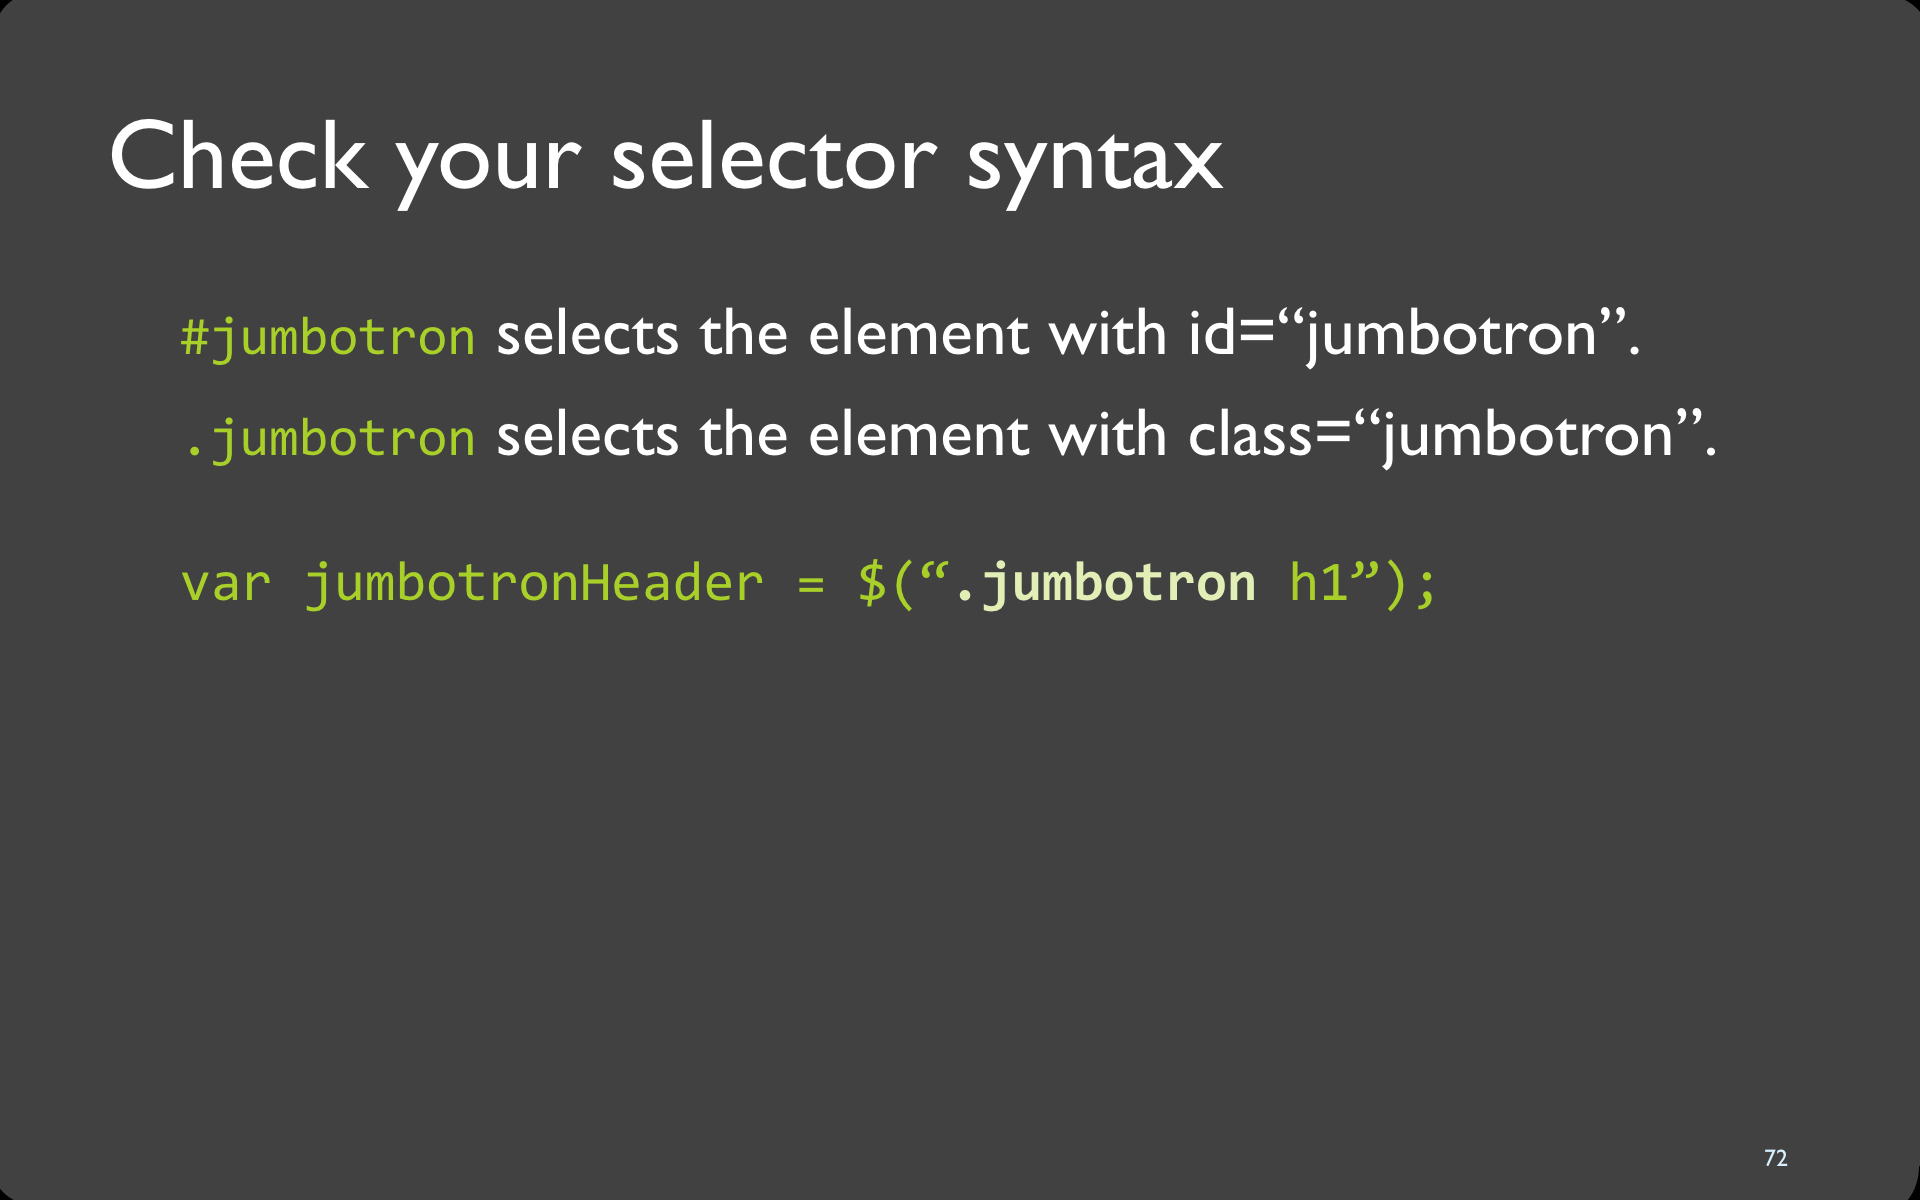 Check your selector syntax
#jumbotron selects the element with id=“jumbotron”.
.jumbotron selects the element with class=“jumbotron”.
var jumbotronHeader = $(“.jumbotron h1”);
72